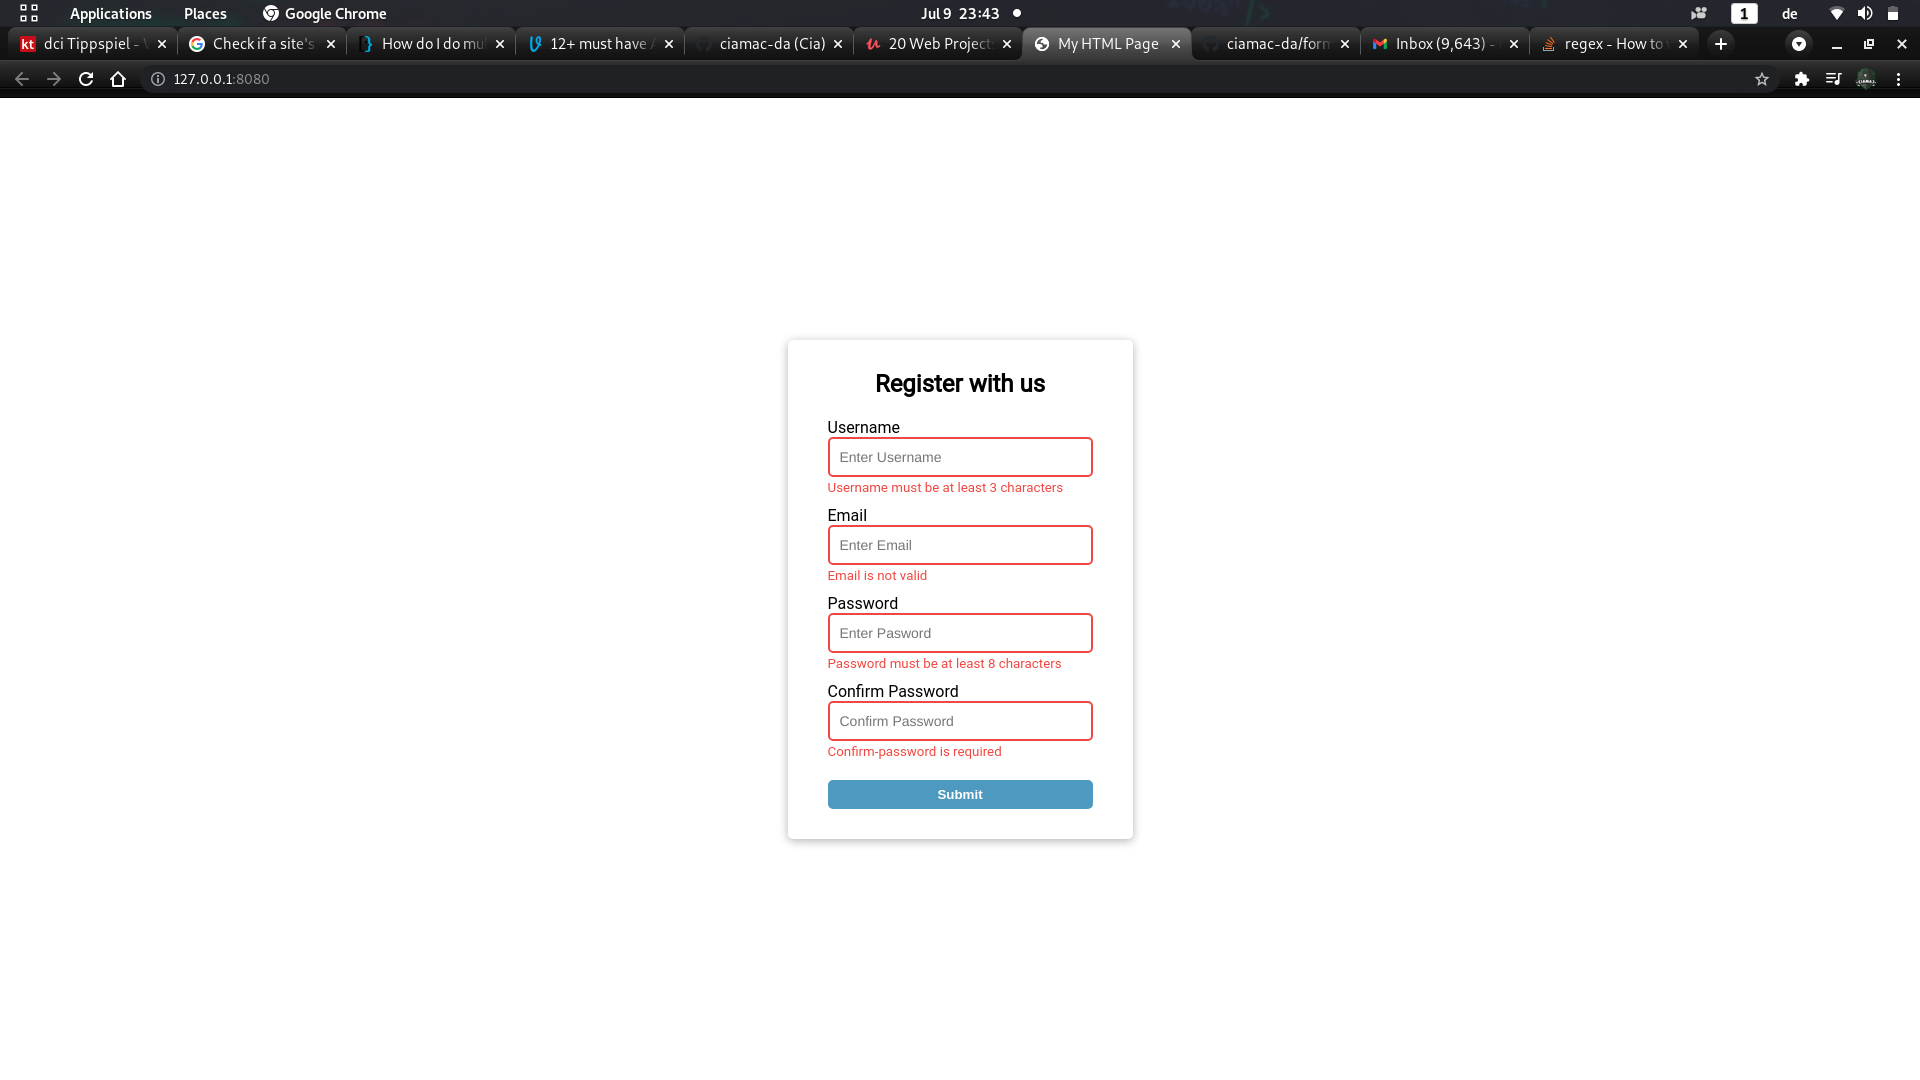 Applications Places Google Chrome Jul 9 23:43 1 de
dci Tippspiel - Check if a site's How do I do mul 12+ must have ciamac-da (Cia) 20 Web Project My HTML Page ciamac-da/form Inbox (9,643) - regex - How to
127.0.0.1:8080
Register with us
Username
Enter Username
Username must be at least 3 characters
Email
Enter Email
Email is not valid
Password
Enter Pasword
Password must be at least 8 characters
Confirm Password
Confirm Password
Confirm-password is required
Submit